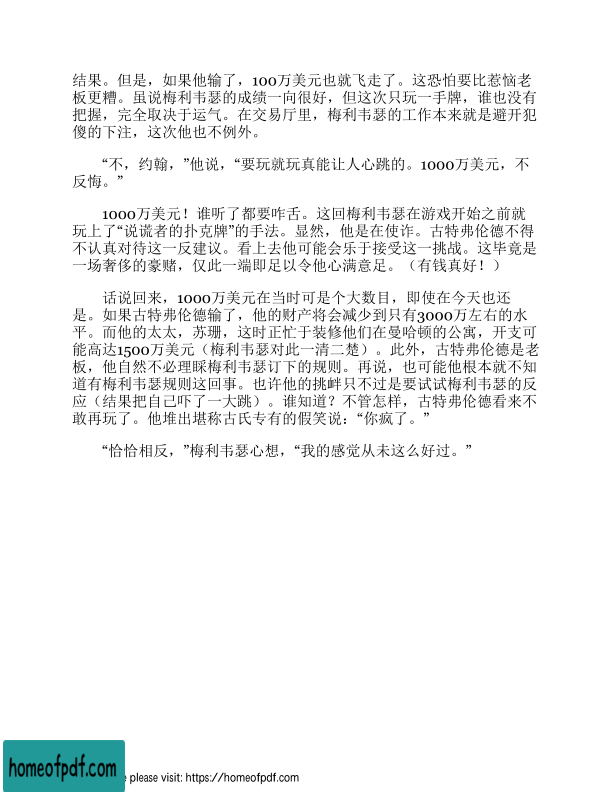 结果。但是，如果他输了，100万美元也就飞走了。这恐怕要比惹恼老
板更糟。虽说梅利韦瑟的成绩一向很好，但这次只玩一手牌，谁也没有
把握，完全取决于运气。在交易厅里，梅利韦瑟的工作本来就是避开犯
傻的下注，这次他也不例外。
“不，约翰，”他说，“要玩就玩真能让人心跳的。1000万美元，不
反悔。”
1000万美元！谁听了都要咋舌。这回梅利韦瑟在游戏开始之前就
玩上了“说谎者的扑克牌”的手法。显然，他是在使诈。古特弗伦德不得
不认真对待这一反建议。看上去他可能会乐于接受这一挑战。这毕竟是
一场奢侈的豪赌，仅此一端即足以令他心满意足。（有钱真好！）
话说回来，1000万美元在当时可是个大数目，即使在今天也还
是。如果古特弗伦德输了，他的财产将会减少到只有3000万左右的水
平。而他的太太，苏珊，这时正忙于装修他们在曼哈顿的公寓，开支可
能高达1500万美元（梅利韦瑟对此一清二楚）。此外，古特弗伦德是老
板，他自然不必理睬梅利韦瑟订下的规则。再说，也可能他根本就不知
道有梅利韦瑟规则这回事。也许他的挑衅只不过是要试试梅利韦瑟的反
应（结果把自己吓了一大跳）。谁知道？不管怎样，古特弗伦德看来不
敢再玩了。他堆出堪称古氏专有的假笑说：“你疯了。”
“恰恰相反，”梅利韦瑟心想，“我的感觉从未这么好过。”
homeofpdf.com
please visit: https://homeofpdf.com